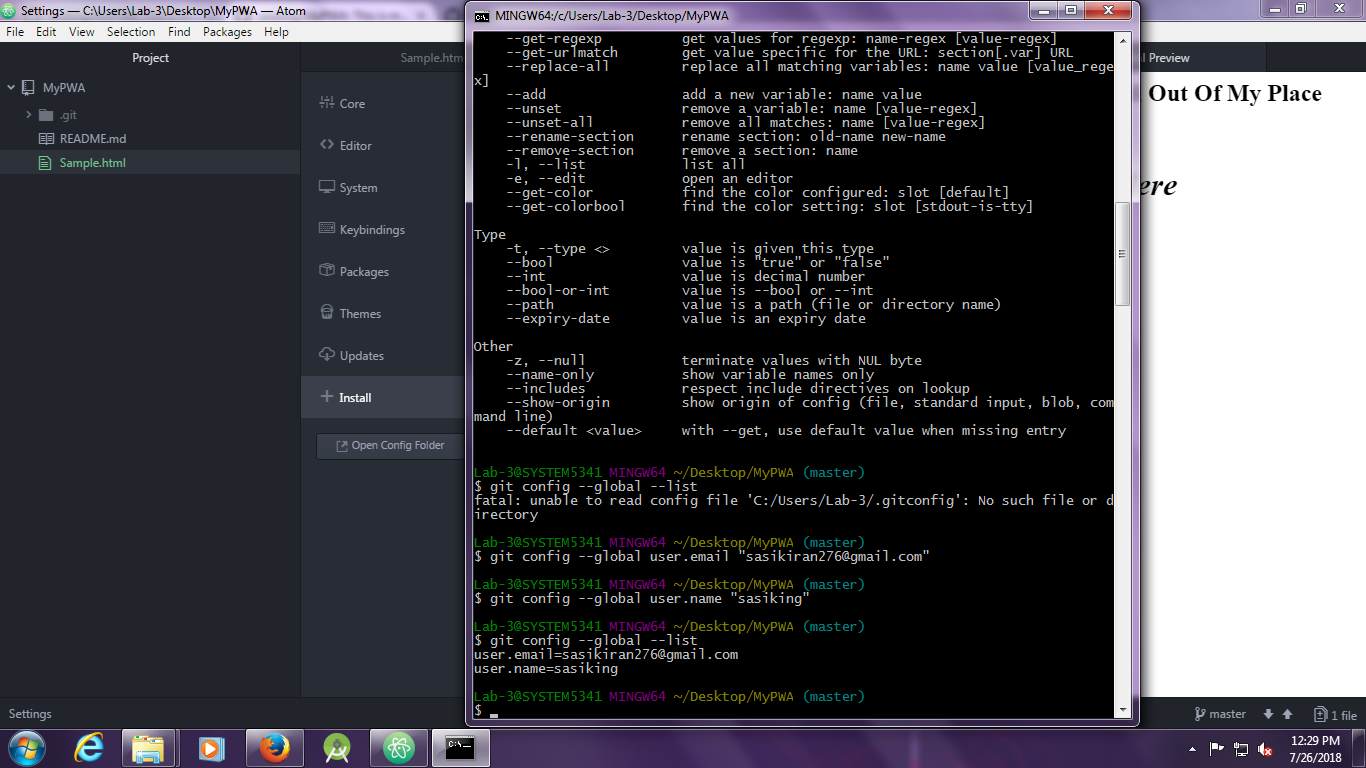 Settings — C:\Users\Lab-3\Desktop\MyPWA — Atom
File Edit View Selection Find Packages Help
Project
MyPWA
.git
README.md
Sample.html
Sample.htm
Core
Editor
System
Keybindings
Packages
Themes
Updates
Install
Open Config Folder
MINGW64:/c/Users/Lab-3/Desktop/MyPWA
--get-regexp get values for regexp: name-regex [value-regex]
--get-urlmatch get value specific for the URL: section[.var] URL
--replace-all replace all matching variables: name value [value_rege
x]
--add add a new variable: name value
--unset remove a variable: name [value-regex]
--unset-all remove all matches: name [value-regex]
--rename-section rename section: old-name new-name
--remove-section remove a section: name
-l, --list list all
-e, --edit open an editor
--get-color find the color configured: slot [default]
--get-colorbool find the color setting: slot [stdout-is-tty]
Type
-t, --type <> value is given this type
--bool value is "true" or "false"
--int value is decimal number
--bool-or-int value is --bool or --int
--path value is a path (file or directory name)
--expiry-date value is an expiry date
Other
-z, --null terminate values with NUL byte
--name-only show variable names only
--includes respect include directives on lookup
--show-origin show origin of config (file, standard input, blob, com
mand line)
--default <value> with --get, use default value when missing entry
Lab-3@SYSTEM5341 MINGW64 ~/Desktop/MyPWA (master)
$ git config --global --list
fatal: unable to read config file 'C:/Users/Lab-3/.gitconfig': No such file or d
irectory
Lab-3@SYSTEM5341 MINGW64 ~/Desktop/MyPWA (master)
$ git config --global user.email "sasikiran276@gmail.com"
Lab-3@SYSTEM5341 MINGW64 ~/Desktop/MyPWA (master)
$ git config --global user.name "sasiking"
Lab-3@SYSTEM5341 MINGW64 ~/Desktop/MyPWA (master)
$ git config --global --list
user.email=sasikiran276@gmail.com
user.name=sasiking
Lab-3@SYSTEM5341 MINGW64 ~/Desktop/MyPWA (master)
$
l Preview
Out Of My Place
ere
Settings
master
1 file
12:29 PM
7/26/2018